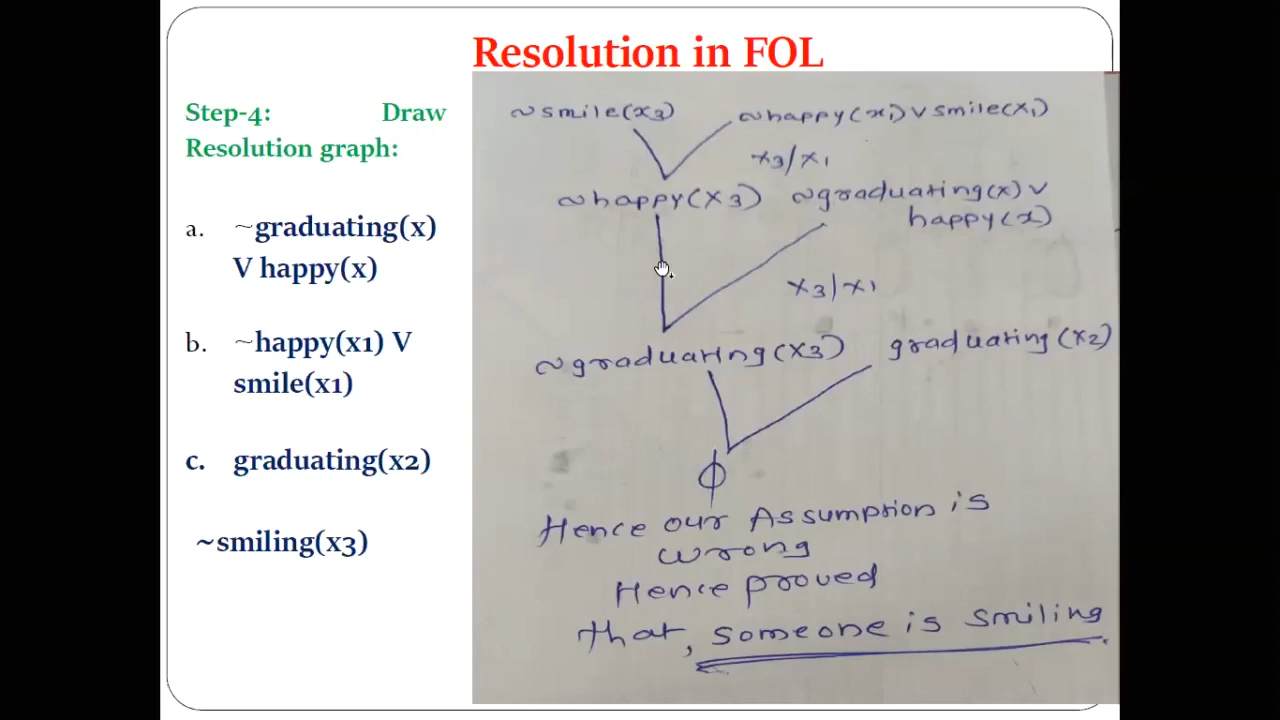 Resolution in FOL
Step-4: Draw
Resolution graph:
a. ~graduating(x)
V happy(x)
b. ~happy(x1) V
smile(x1)
c. graduating(x2)
~smiling(x3)
~smile(x3) ~happy(x1) V smile(x1)
x3/x1
~happy(x3) ~graduating(x) V
happy(x)
x3/x1
~graduating(x3) graduating(x2)
ϕ
Hence our Assumption is
wrong
Hence proved
that, someone is smiling